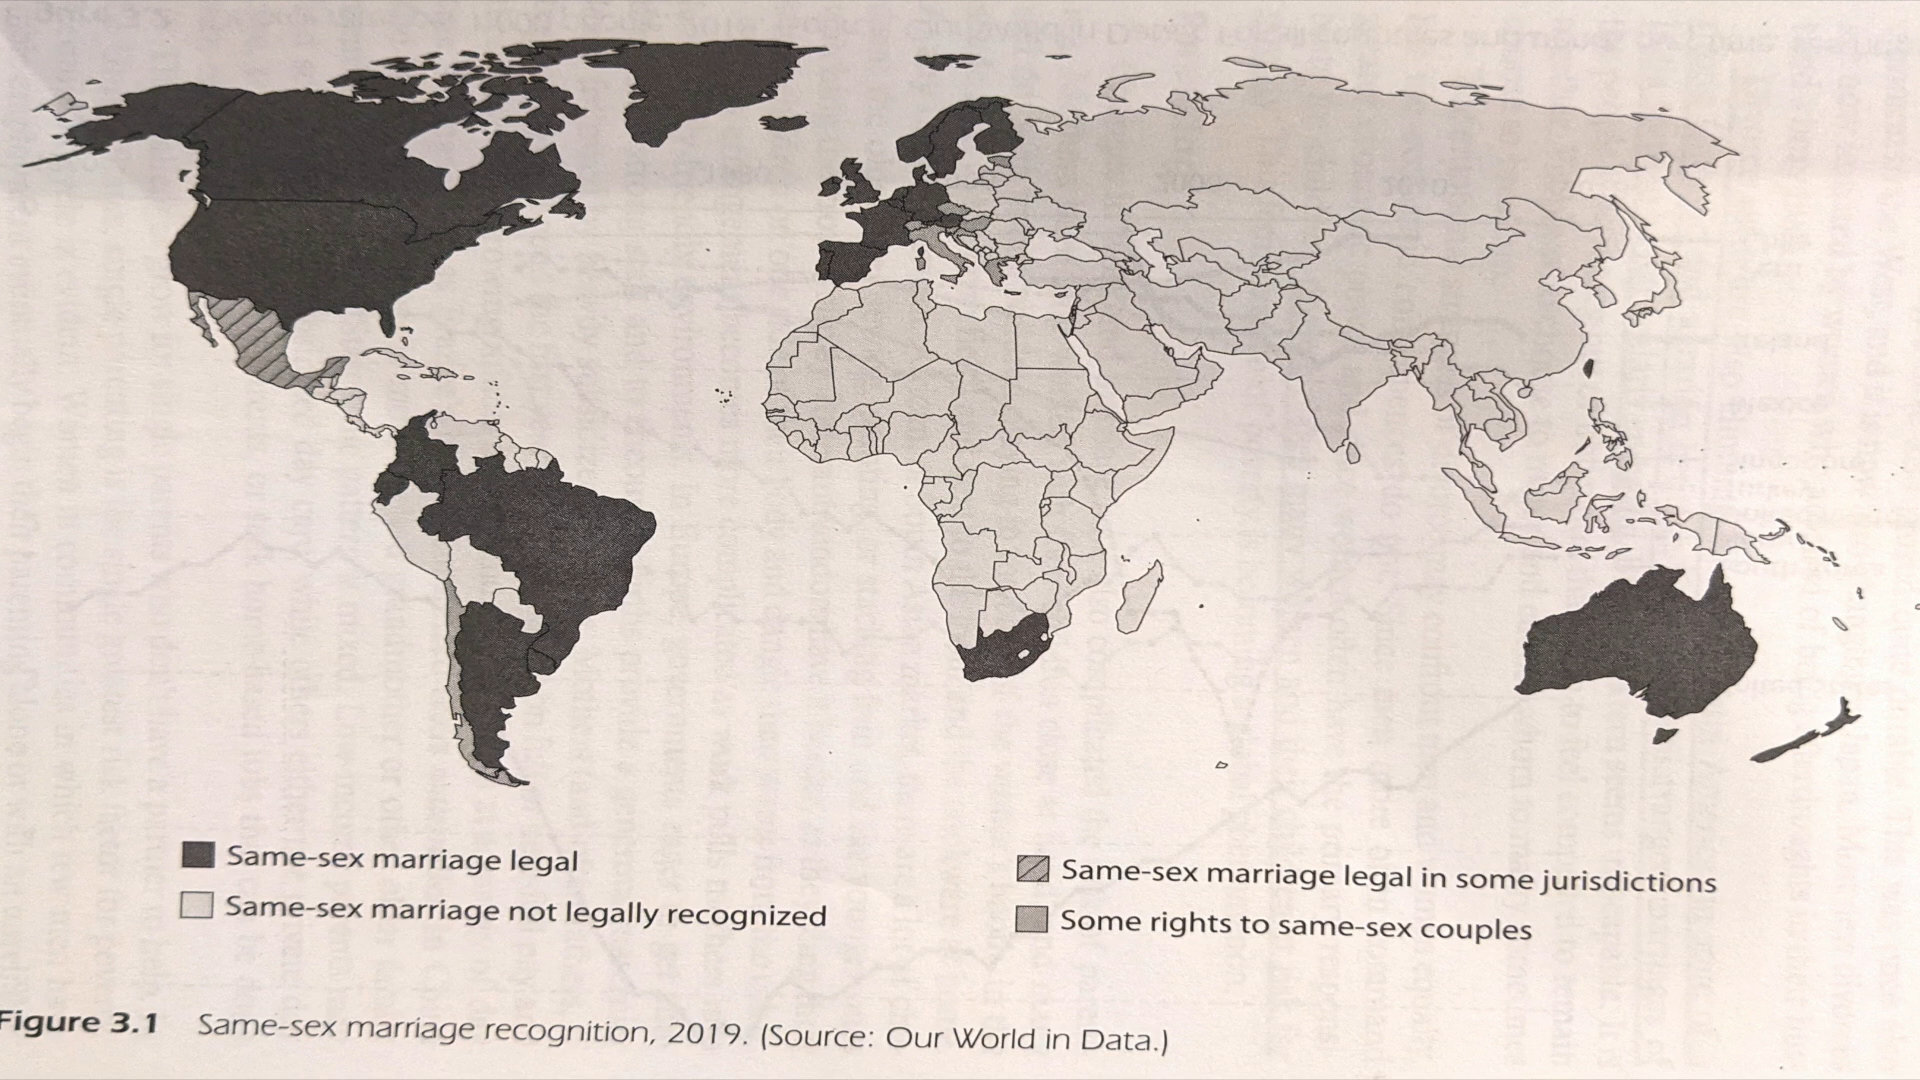 Same-sex marriage legal
Same-sex marriage not legally recognized
Same-sex marriage legal in some jurisdictions
Some rights to same-sex couples
Figure 3.1 Same-sex marriage recognition, 2019. (Source: Our World in Data.)